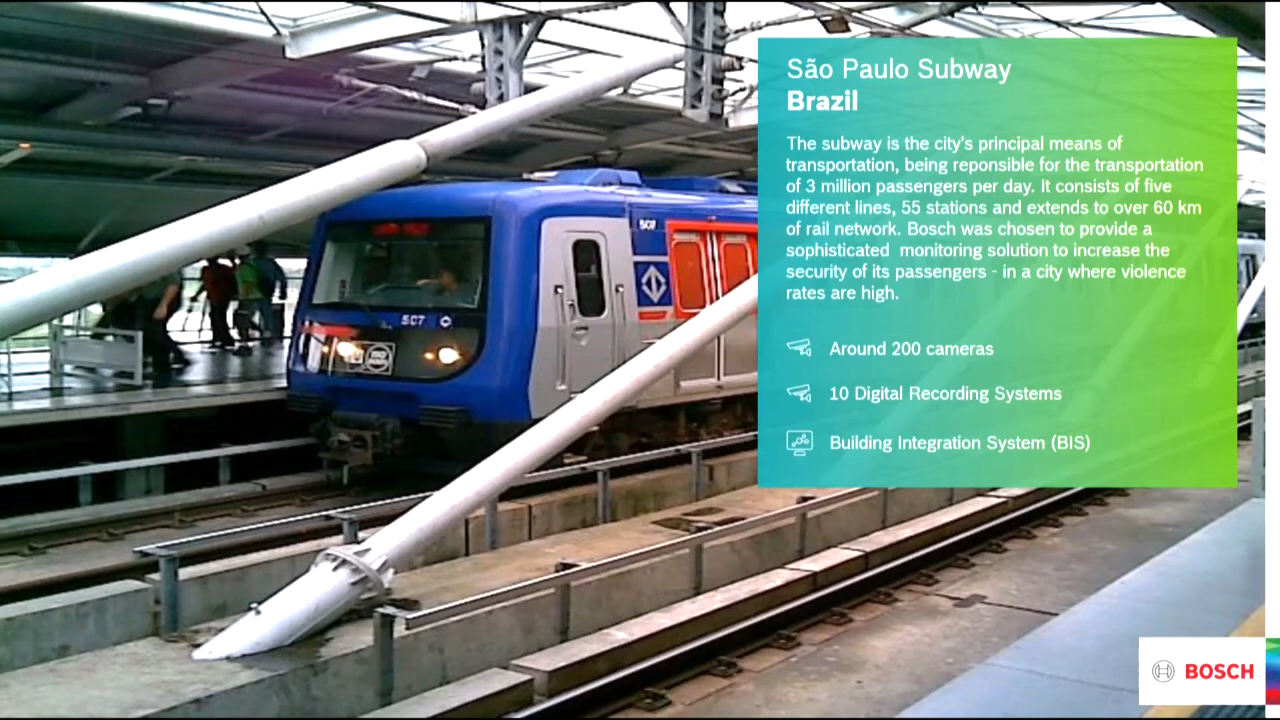 São Paulo Subway
Brazil
The subway is the city's principal means of
transportation, being reponsible for the transportation
of 3 million passengers per day. It consists of five
different lines, 55 stations and extends to over 60 km
of rail network. Bosch was chosen to provide a
sophisticated  monitoring solution to increase the
security of its passengers - in a city where violence
rates are high.
Around 200 cameras
10 Digital Recording Systems
Building Integration System (BIS)
507
507
BOSCH